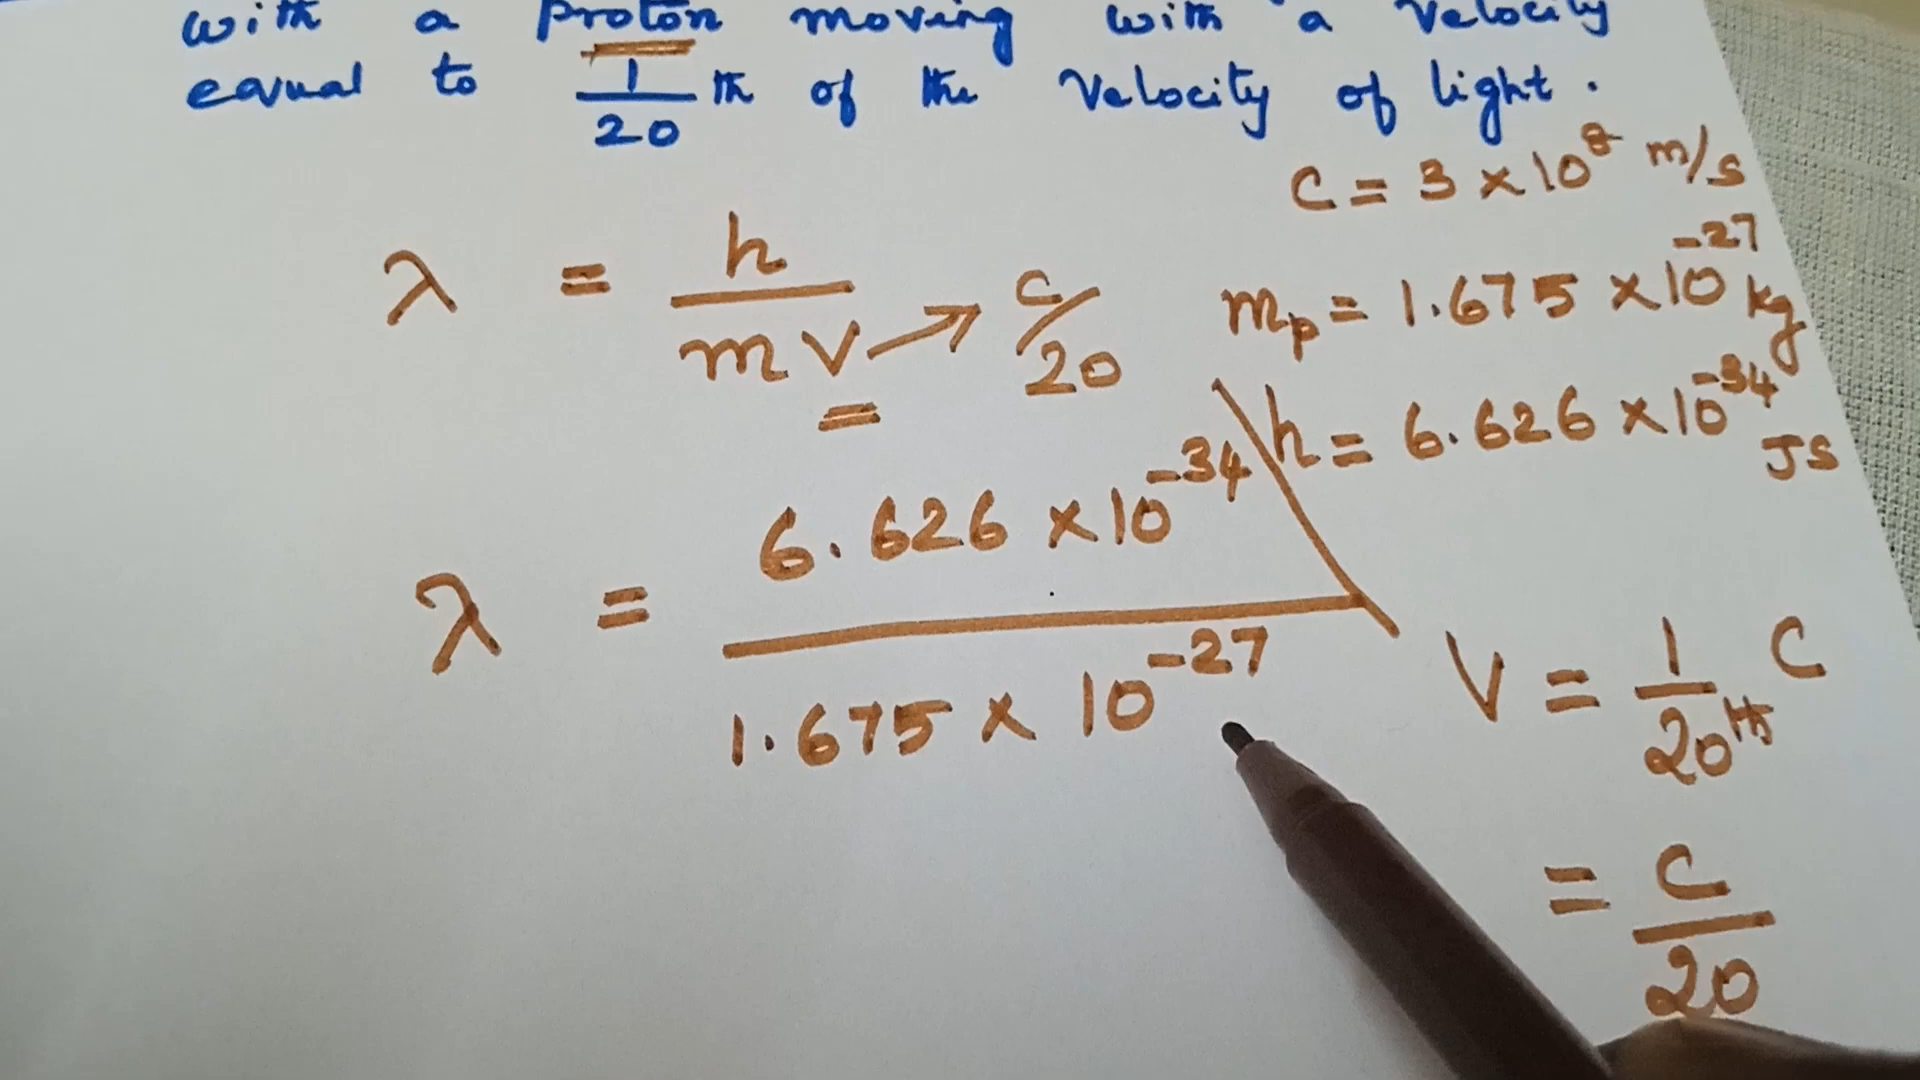 with a proton moving with a velocity
equal to 1/20 th of the velocity of light.
C = 3 × 10⁸ m/s
λ = h / mV → C/20
mₚ = 1.675 × 10⁻²⁷ kg
h = 6.626 × 10⁻³⁴ JS
λ = 6.626 × 10⁻³⁴ / 1.675 × 10⁻²⁷
V = 1/20th C
= C/20